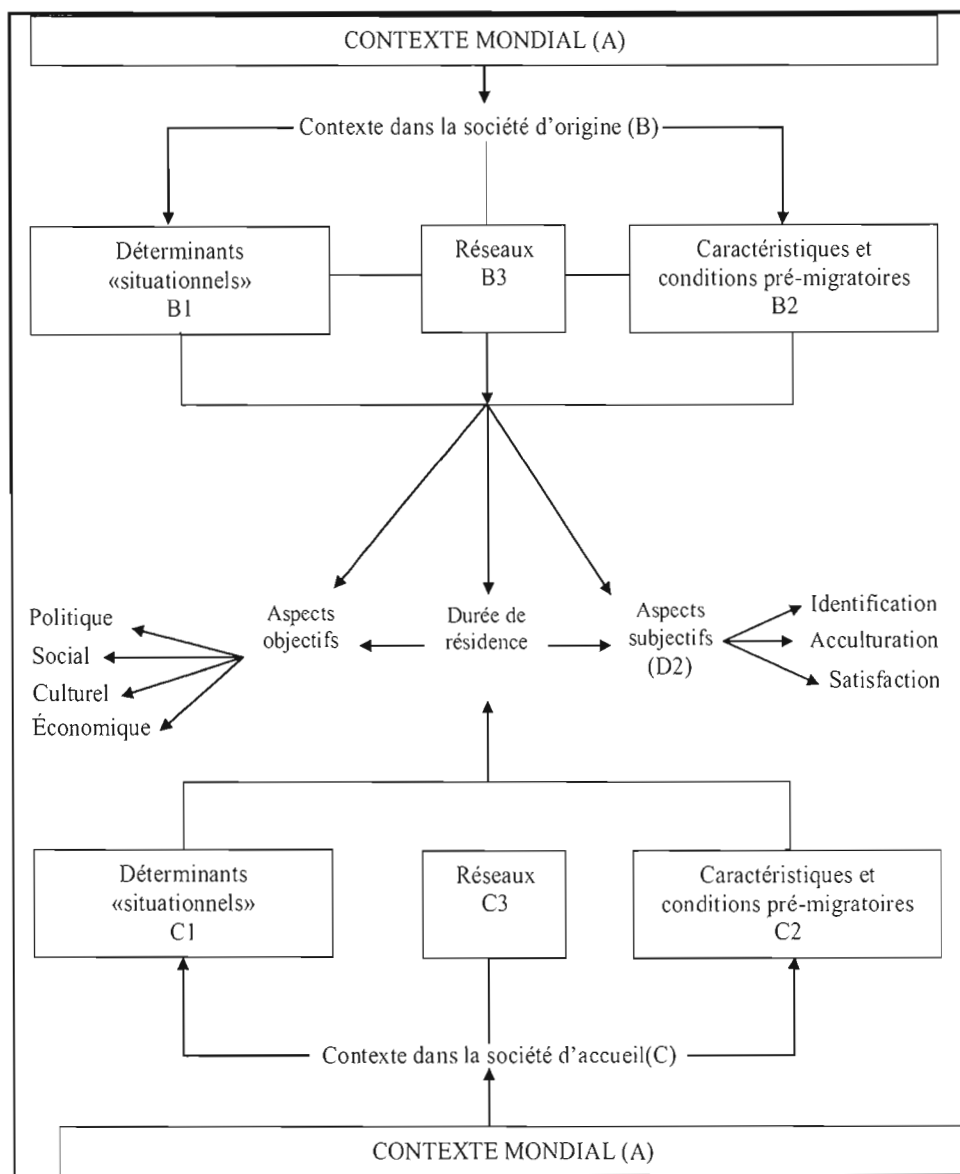 CONTEXTE MONDIAL (A)
Contexte dans la société d'origine (B)
Déterminants
«situationnels»
B1
Réseaux
B3
Caractéristiques et
conditions pré-migratoires
B2
Politique
Social
Culturel
Économique
Aspects
objectifs
Durée de
résidence
Aspects
subjectifs
(D2)
Identification
Acculturation
Satisfaction
Déterminants
«situationnels»
C1
Réseaux
C3
Caractéristiques et
conditions pré-migratoires
C2
Contexte dans la société d'accueil(C)
CONTEXTE MONDIAL (A)